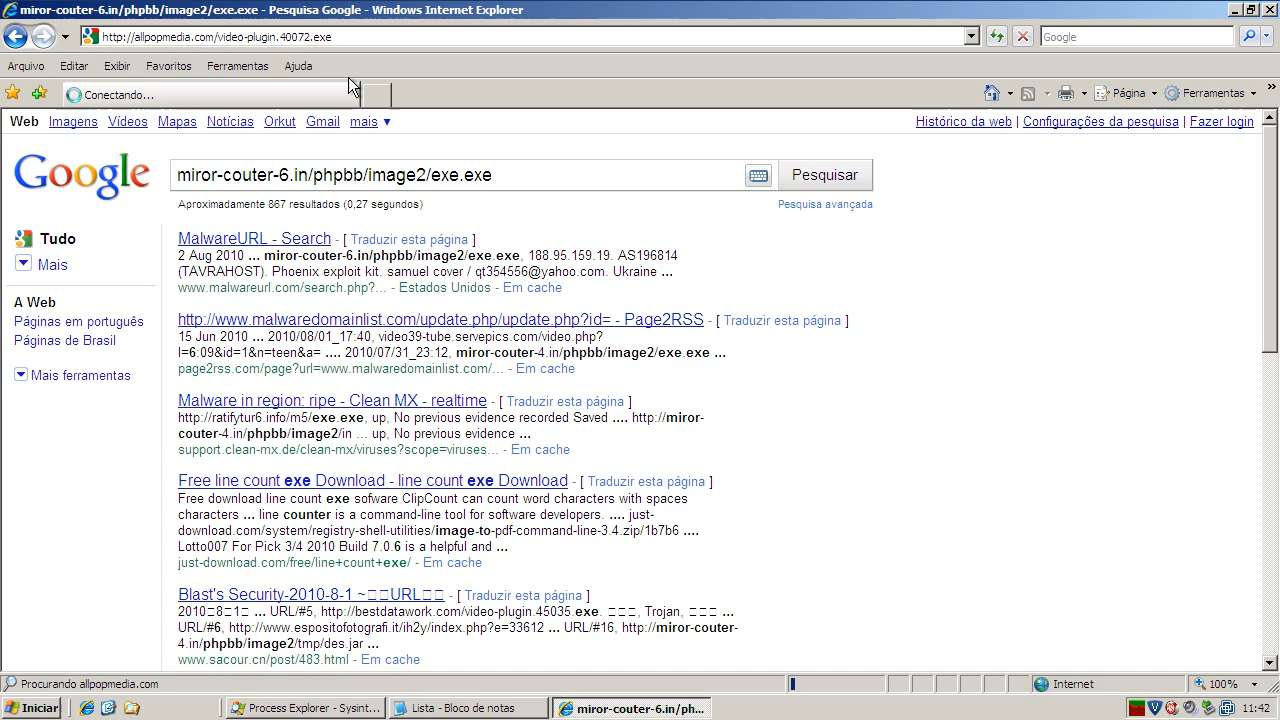 miror-couter-6.in/phpbb/image2/exe.exe - Pesquisa Google - Windows Internet Explorer
http://allpopmedia.com/video-plugin.40072.exe
Google
Arquivo Editar Exibir Favoritos Ferramentas Ajuda
Conectando...
Página Ferramentas
Web Imagens Vídeos Mapas Notícias Orkut Gmail mais ▼
Histórico da web | Configurações da pesquisa | Fazer login
Google
miror-couter-6.in/phpbb/image2/exe.exe
Pesquisar
Aproximadamente 867 resultados (0,27 segundos)
Pesquisa avançada
Tudo
Mais
A Web
Páginas em português
Páginas de Brasil
Mais ferramentas
MalwareURL - Search - [ Traduzir esta página ]
2 Aug 2010 ... miror-couter-6.in/phpbb/image2/exe.exe, 188.95.159.19. AS196814
(TAVRAHOST). Phoenix exploit kit. samuel cover / qt354556@yahoo.com. Ukraine ...
www.malwareurl.com/search.php?... - Estados Unidos - Em cache
http://www.malwaredomainlist.com/update.php/update.php?id= - Page2RSS - [ Traduzir esta página ]
15 Jun 2010 ... 2010/08/01_17:40, video39-tube.servepics.com/video.php?
l=6:09&id=1&n=teen&a= .... 2010/07/31_23:12, miror-couter-4.in/phpbb/image2/exe.exe ...
page2rss.com/page?url=www.malwaredomainlist.com/... - Em cache
Malware in region: ripe - Clean MX - realtime - [ Traduzir esta página ]
http://ratifytur6.info/m5/exe.exe, up, No previous evidence recorded Saved .... http://miror-
couter-4.in/phpbb/image2/in ... up, No previous evidence ...
support.clean-mx.de/clean-mx/viruses?scope=viruses... - Em cache
Free line count exe Download - line count exe Download - [ Traduzir esta página ]
Free download line count exe sofware ClipCount can count word characters with spaces
characters ... line counter is a command-line tool for software developers. .... just-
download.com/system/registry-shell-utilities/image-to-pdf-command-line-3.4.zip/1b7b6 ....
Lotto007 For Pick 3/4 2010 Build 7.0.6 is a helpful and ...
just-download.com/free/line+count+exe/ - Em cache
Blast's Security-2010-8-1 ~□□URL□□ - [ Traduzir esta página ]
2010□8□1□ ... URL/#5, http://bestdatawork.com/video-plugin.45035.exe, □□□, Trojan, □□□ ...
URL/#6, http://www.espositofotografi.it/ih2y/index.php?e=33612 ... URL/#16, http://miror-couter-
4.in/phpbb/image2/tmp/des.jar ...
www.sacour.cn/post/483.html - Em cache
Procurando allpopmedia.com
Internet
100%
Iniciar
Process Explorer - Sysint...
Lista - Bloco de notas
miror-couter-6.in/ph...
11:42